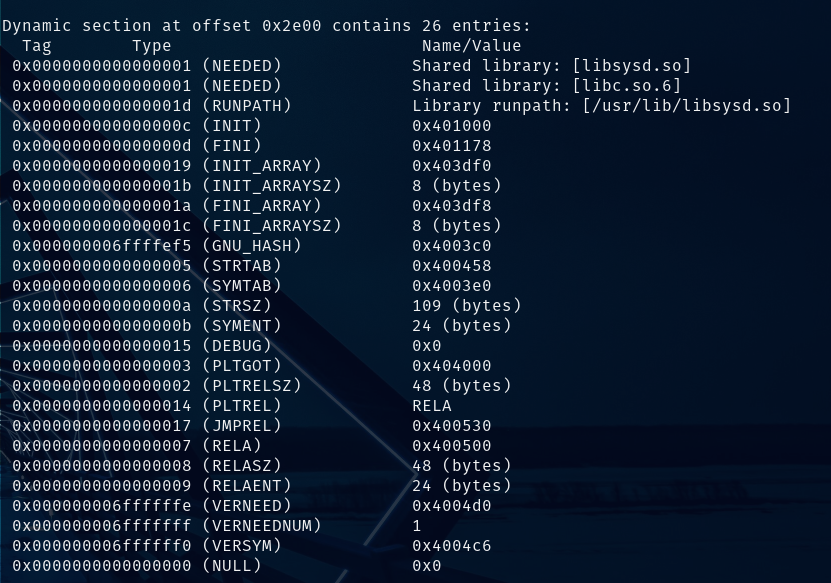 Dynamic section at offset 0x2e00 contains 26 entries:
  Tag        Type                         Name/Value
 0x0000000000000001 (NEEDED)             Shared library: [libsysd.so]
 0x0000000000000001 (NEEDED)             Shared library: [libc.so.6]
 0x000000000000001d (RUNPATH)            Library runpath: [/usr/lib/libsysd.so]
 0x000000000000000c (INIT)               0x401000
 0x000000000000000d (FINI)               0x401178
 0x0000000000000019 (INIT_ARRAY)         0x403df0
 0x000000000000001b (INIT_ARRAYSZ)       8 (bytes)
 0x000000000000001a (FINI_ARRAY)         0x403df8
 0x000000000000001c (FINI_ARRAYSZ)       8 (bytes)
 0x000000006ffffef5 (GNU_HASH)           0x4003c0
 0x0000000000000005 (STRTAB)             0x400458
 0x0000000000000006 (SYMTAB)             0x4003e0
 0x000000000000000a (STRSZ)              109 (bytes)
 0x000000000000000b (SYMENT)             24 (bytes)
 0x0000000000000015 (DEBUG)              0x0
 0x0000000000000003 (PLTGOT)             0x404000
 0x0000000000000002 (PLTRELSZ)           48 (bytes)
 0x0000000000000014 (PLTREL)             RELA
 0x0000000000000017 (JMPREL)             0x400530
 0x0000000000000007 (RELA)               0x400500
 0x0000000000000008 (RELASZ)             48 (bytes)
 0x0000000000000009 (RELAENT)            24 (bytes)
 0x000000006ffffffe (VERNEED)            0x4004d0
 0x000000006fffffff (VERNEEDNUM)         1
 0x000000006ffffff0 (VERSYM)             0x4004c6
 0x0000000000000000 (NULL)               0x0